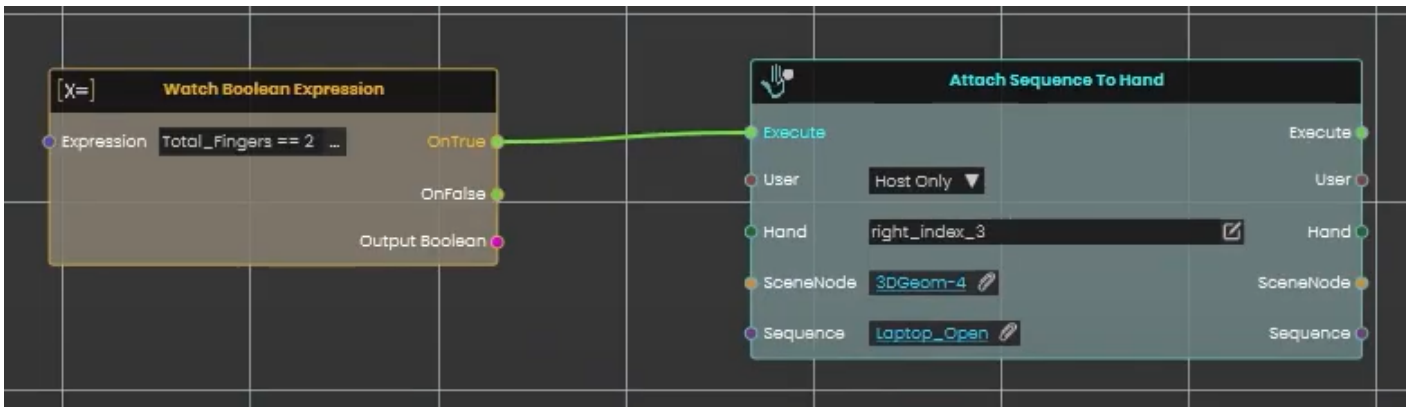 [x=] Watch Boolean Expression
Expression Total_Fingers == 2 ... OnTrue
OnFalse
Output Boolean
Attach Sequence To Hand
Execute Execute
User Host Only ▼ User
Hand right_index_3 Hand
SceneNode 3DGeom-4 SceneNode
Sequence Laptop_Open Sequence